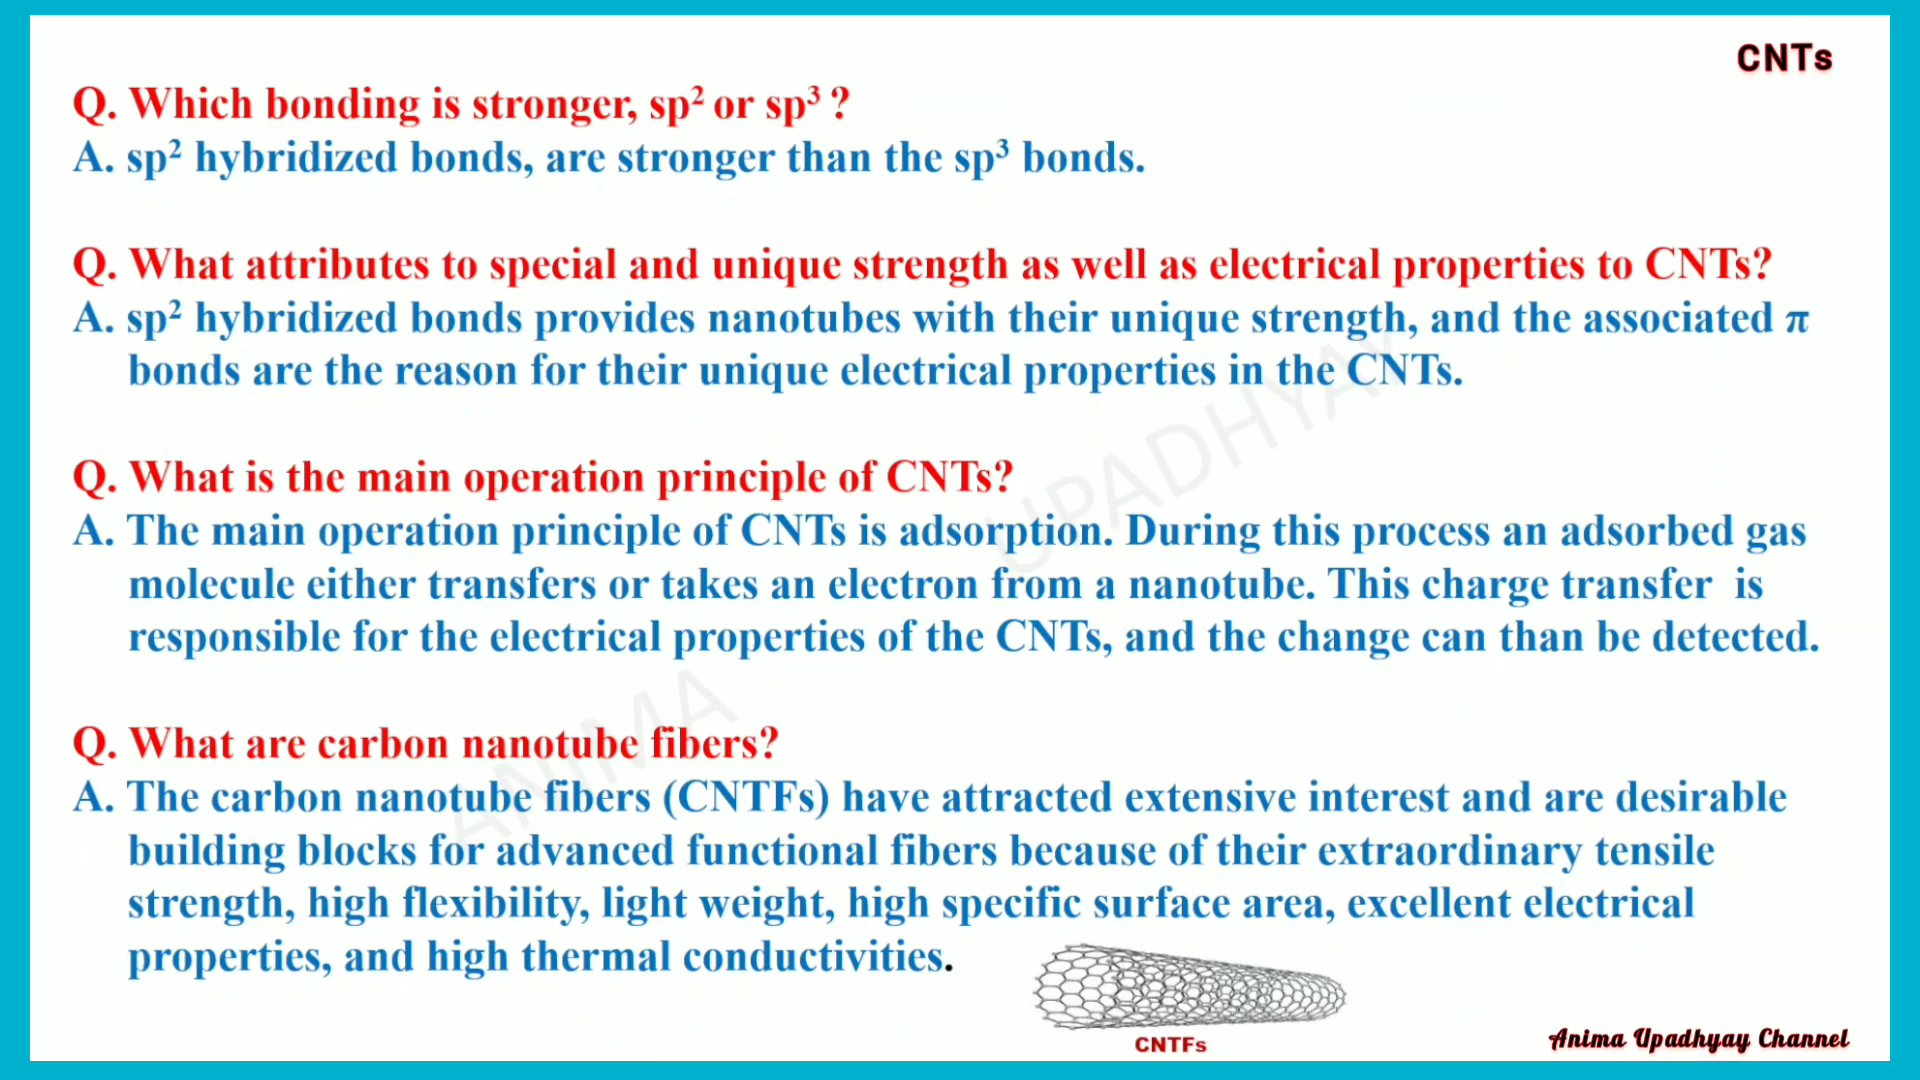 CNTs
Q. Which bonding is stronger, sp² or sp³ ?
A. sp² hybridized bonds, are stronger than the sp³ bonds.
Q. What attributes to special and unique strength as well as electrical properties to CNTs?
A. sp² hybridized bonds provides nanotubes with their unique strength, and the associated π
bonds are the reason for their unique electrical properties in the CNTs.
Q. What is the main operation principle of CNTs?
A. The main operation principle of CNTs is adsorption. During this process an adsorbed gas
molecule either transfers or takes an electron from a nanotube. This charge transfer is
responsible for the electrical properties of the CNTs, and the change can than be detected.
Q. What are carbon nanotube fibers?
A. The carbon nanotube fibers (CNTFs) have attracted extensive interest and are desirable
building blocks for advanced functional fibers because of their extraordinary tensile
strength, high flexibility, light weight, high specific surface area, excellent electrical
properties, and high thermal conductivities.
CNTFs
Anima Upadhyay Channel
ANIMA UPADHYAY